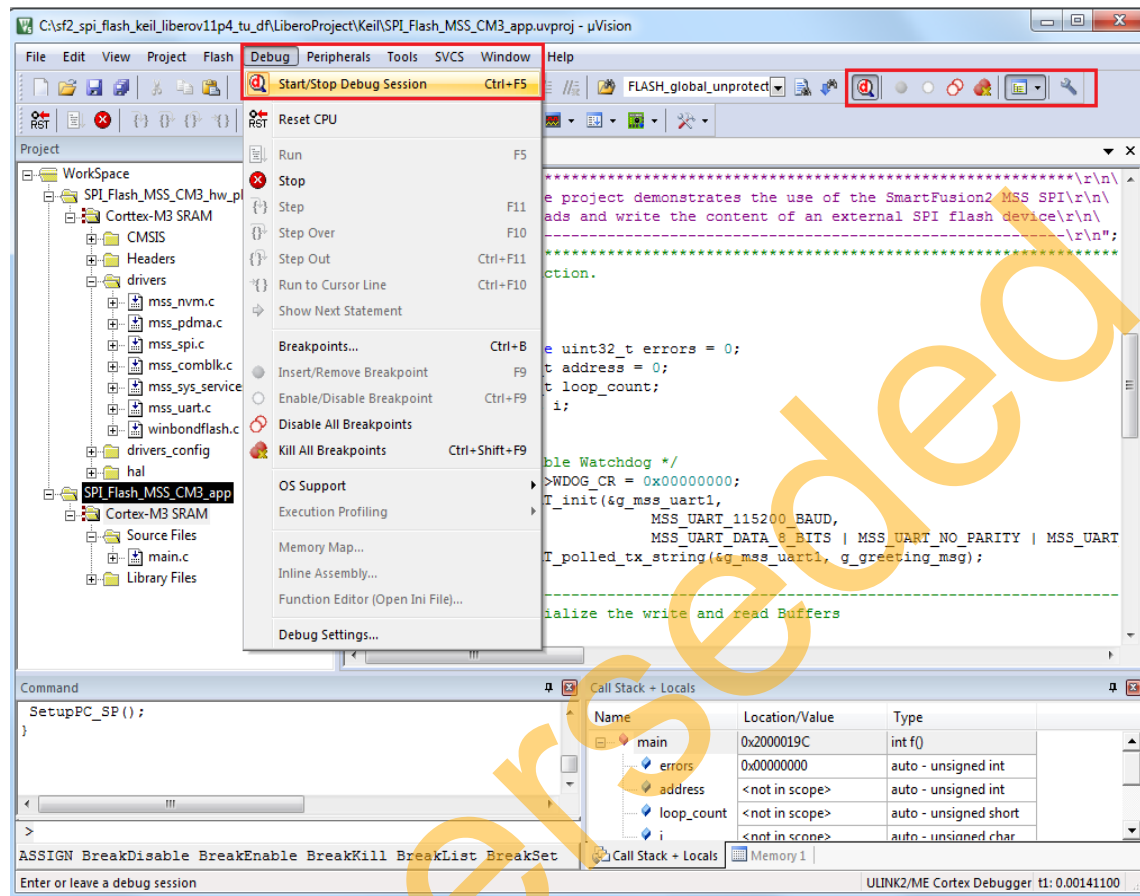 C:\sf2_spi_flash_keil_liberov11p4_tu_df\LiberoProject\Keil\SPI_Flash_MSS_CM3_app.uvproj - µVision
File Edit View Project Flash Debug Peripherals Tools SVCS Window Help
FLASH_global_unprotect
RST
Start/Stop Debug Session Ctrl+F5
RST Reset CPU
Run F5
Stop
Step F11
Step Over F10
Step Out Ctrl+F11
Run to Cursor Line Ctrl+F10
Show Next Statement
Breakpoints... Ctrl+B
Insert/Remove Breakpoint F9
Enable/Disable Breakpoint Ctrl+F9
Disable All Breakpoints
Kill All Breakpoints Ctrl+Shift+F9
OS Support
Execution Profiling
Memory Map...
Inline Assembly...
Function Editor (Open Ini File)...
Debug Settings...
Project
WorkSpace
SPI_Flash_MSS_CM3_hw_pl
Corttex-M3 SRAM
CMSIS
Headers
drivers
mss_nvm.c
mss_pdma.c
mss_spi.c
mss_comblk.c
mss_sys_service
mss_uart.c
winbondflash.c
drivers_config
hal
SPI_Flash_MSS_CM3_app
Cortex-M3 SRAM
Source Files
main.c
Library Files
****************************************************\r\n\
e project demonstrates the use of the SmartFusion2 MSS SPI\r\n\
ads and write the content of an external SPI flash device\r\n\
----------------------------------------------------\r\n";
********************************************************
ction.
e uint32_t errors = 0;
t address = 0;
t loop_count;
i;
ble Watchdog */
>WDOG_CR = 0x00000000;
T_init(&g_mss_uart1,
MSS_UART_115200_BAUD,
MSS_UART_DATA_8_BITS | MSS_UART_NO_PARITY | MSS_UART
T_polled_tx_string(&g_mss_uart1, g_greeting_msg);
--------------------------------------------------------
ialize the write and read Buffers
Command
SetupPC_SP();
}
>
ASSIGN BreakDisable BreakEnable BreakKill BreakList BreakSet
Call Stack + Locals
Name Location/Value Type
main 0x2000019C int f()
errors 0x00000000 auto - unsigned int
address <not in scope> auto - unsigned int
loop_count <not in scope> auto - unsigned short
i <not in scope> auto - unsigned char
Call Stack + Locals Memory 1
Enter or leave a debug session ULINK2/ME Cortex Debugger t1: 0.00141100
erseded